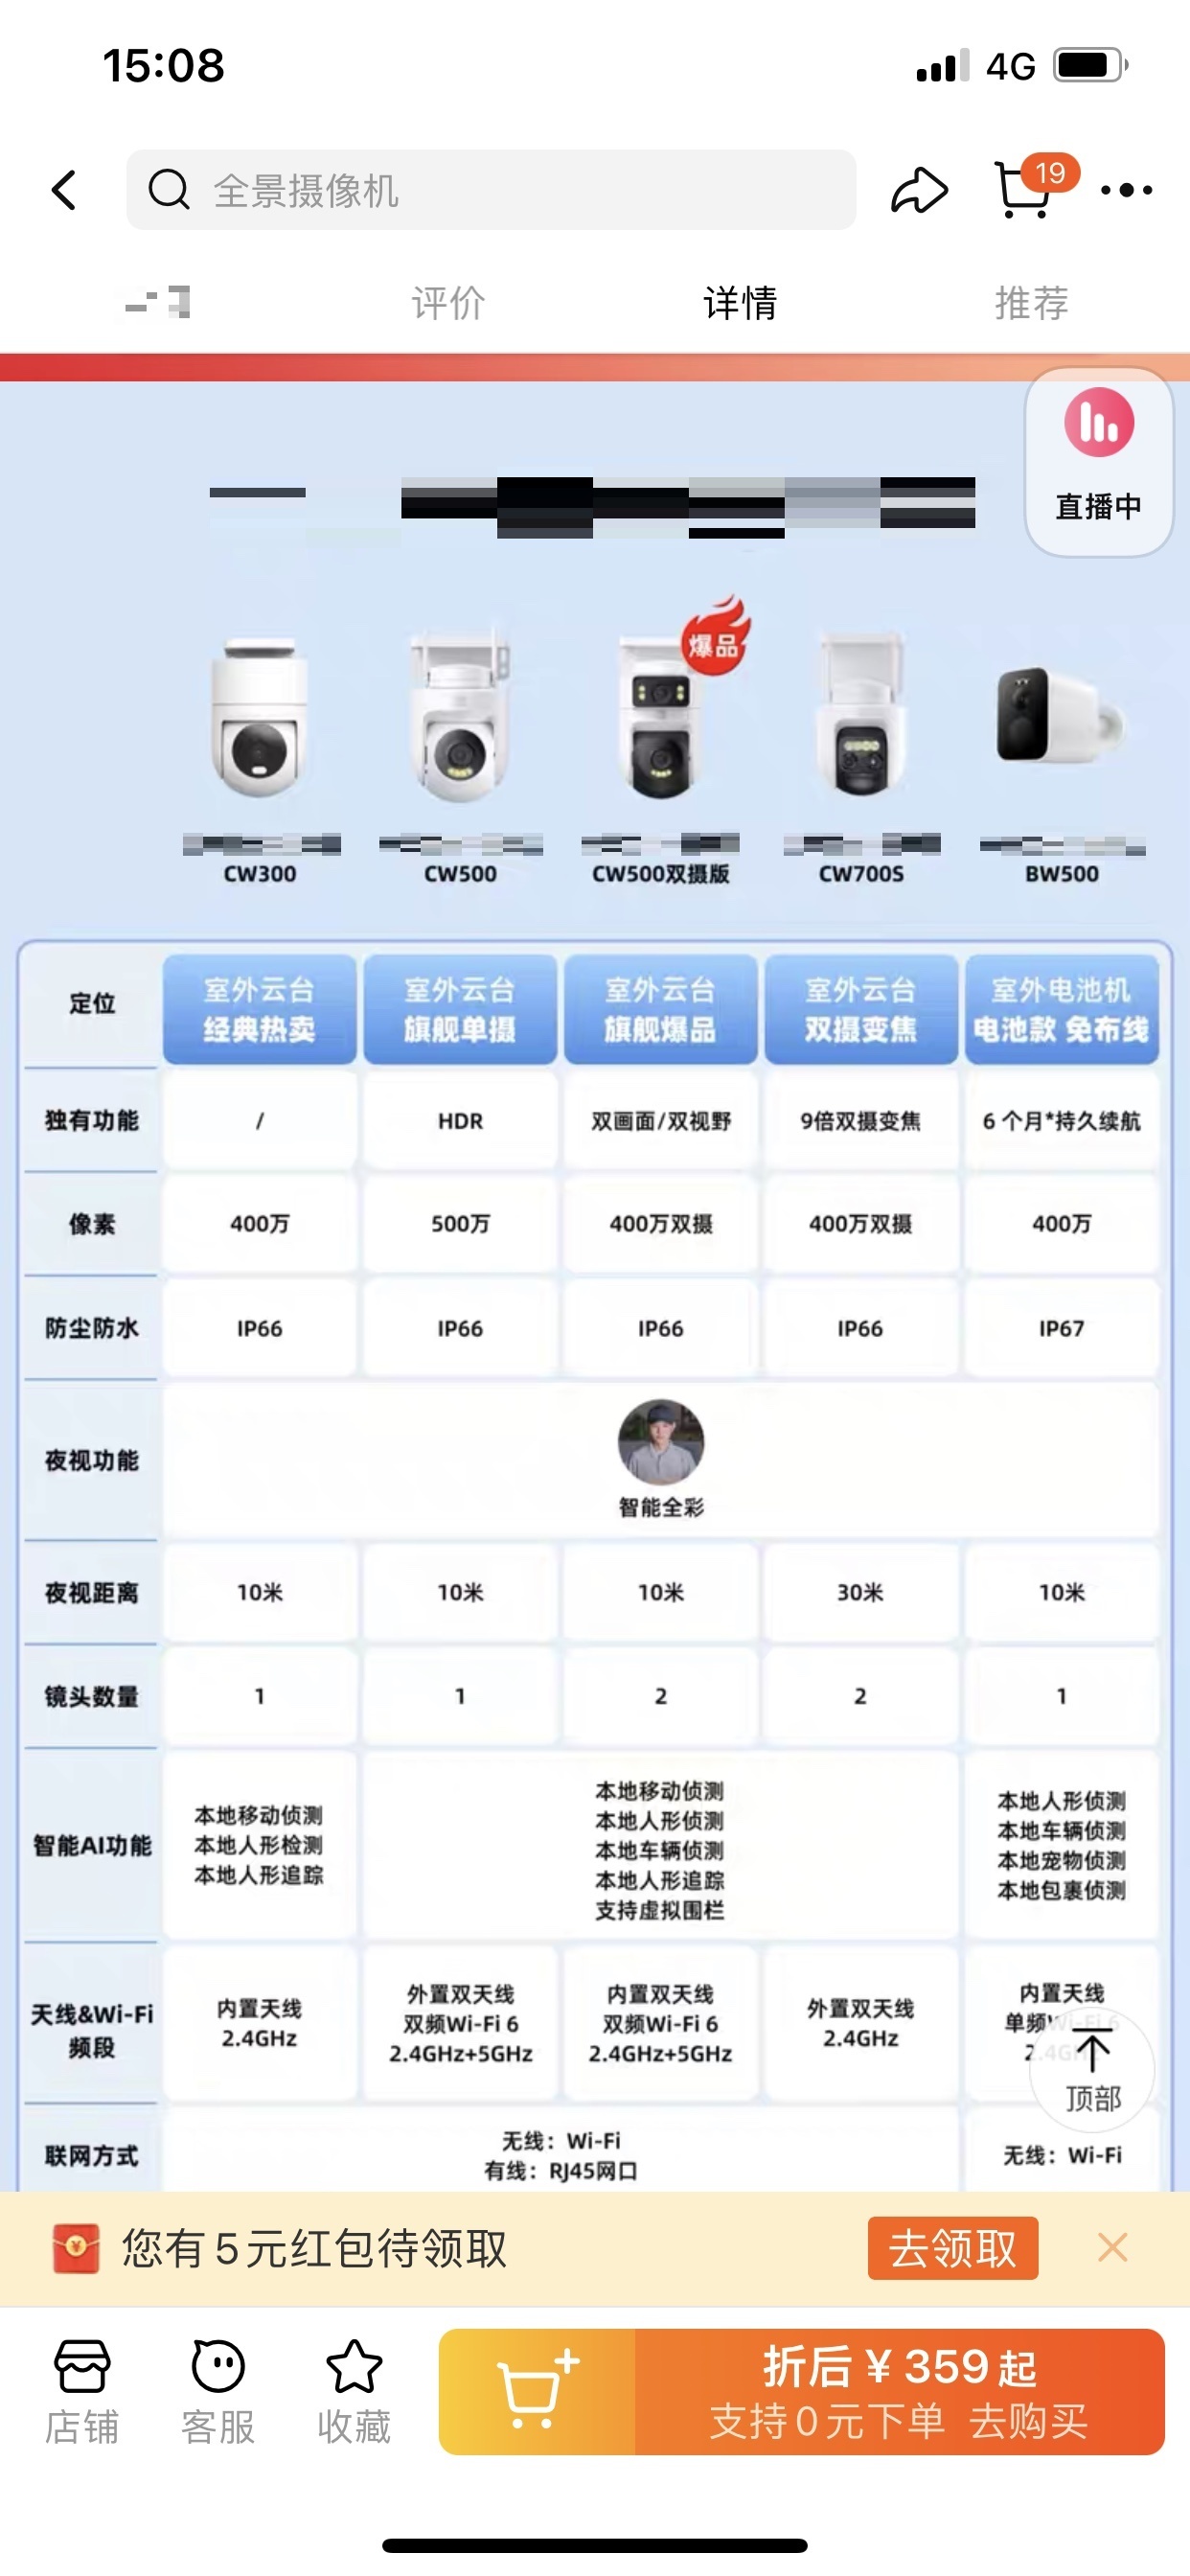 15:08
4G
全景摄像机
19
评价
详情
推荐
直播中
爆品
CW300
CW500
CW500双摄版
CW700S
BW500
定位
室外云台
经典热卖
室外云台
旗舰单摄
室外云台
旗舰爆品
室外云台
双摄变焦
室外电池机
电池款 免布线
独有功能
/
HDR
双画面/双视野
9倍双摄变焦
6 个月*持久续航
像素
400万
500万
400万双摄
400万双摄
400万
防尘防水
IP66
IP66
IP66
IP66
IP67
夜视功能
智能全彩
夜视距离
10米
10米
10米
30米
10米
镜头数量
1
1
2
2
1
智能AI功能
本地移动侦测
本地人形检测
本地人形追踪
本地移动侦测
本地人形侦测
本地车辆侦测
本地人形追踪
支持虚拟围栏
本地人形侦测
本地车辆侦测
本地宠物侦测
本地包裹侦测
天线&Wi-Fi
频段
内置天线
2.4GHz
外置双天线
双频Wi-Fi 6
2.4GHz+5GHz
内置双天线
双频Wi-Fi 6
2.4GHz+5GHz
外置双天线
2.4GHz
内置天线
单频Wi-Fi 6
2.4GHz
顶部
联网方式
无线：Wi-Fi
有线：RJ45网口
无线：Wi-Fi
您有5元红包待领取
去领取
店铺
客服
收藏
折后¥359起
支持0元下单 去购买